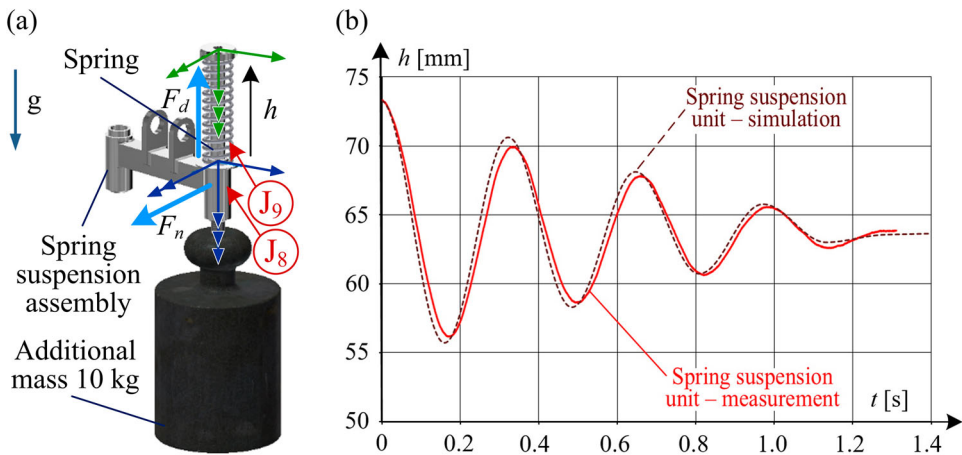 (a)
Spring
g
F_d
h
F_n
J_9
J_8
Spring
suspension
assembly
Additional
mass 10 kg
(b)
h [mm]
75
70
65
60
55
50
Spring suspension
unit – simulation
Spring suspension
unit – measurement
t [s]
0 0.2 0.4 0.6 0.8 1.0 1.2 1.4